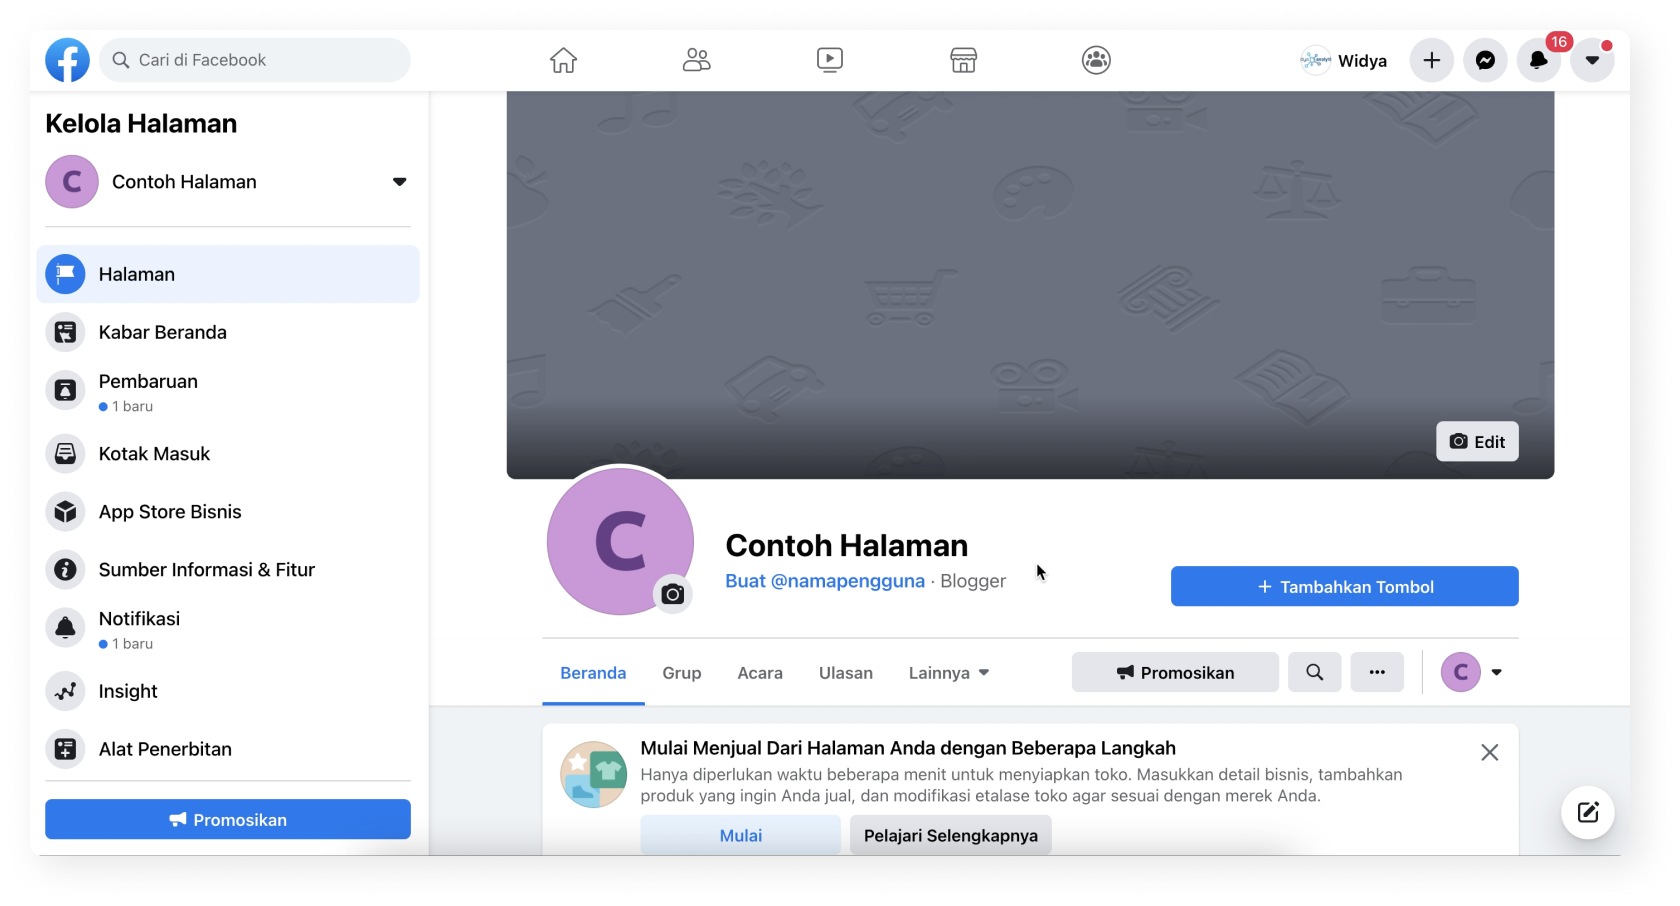 Cari di Facebook
Widya
16
Kelola Halaman
C
Contoh Halaman
Halaman
Kabar Beranda
Pembaruan
1 baru
Kotak Masuk
App Store Bisnis
Sumber Informasi & Fitur
Notifikasi
1 baru
Insight
Alat Penerbitan
Promosikan
Edit
C
Contoh Halaman
Buat @namapengguna · Blogger
+ Tambahkan Tombol
Beranda
Grup
Acara
Ulasan
Lainnya
Promosikan
C
Mulai Menjual Dari Halaman Anda dengan Beberapa Langkah
Hanya diperlukan waktu beberapa menit untuk menyiapkan toko. Masukkan detail bisnis, tambahkan
produk yang ingin Anda jual, dan modifikasi etalase toko agar sesuai dengan merek Anda.
Mulai
Pelajari Selengkapnya